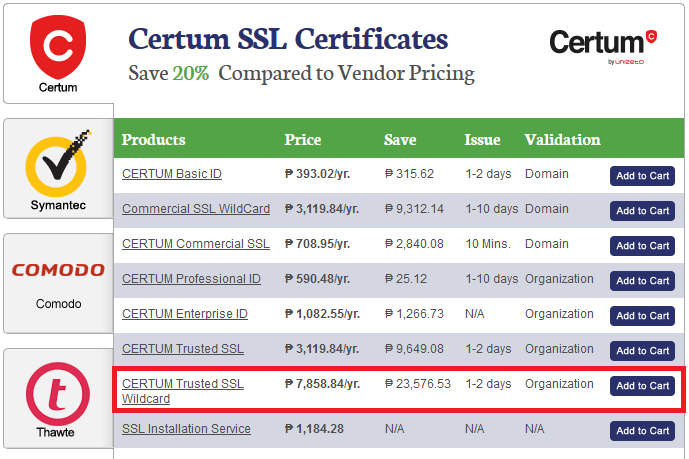 Certum
Certum SSL Certificates
Save 20% Compared to Vendor Pricing
Certum
by unizeto
Symantec
COMODO
Comodo
t
Thawte
Products Price Save Issue Validation
CERTUM Basic ID ₱ 393.02/yr. ₱ 315.62 1-2 days Domain Add to Cart
Commercial SSL WildCard ₱ 3,119.84/yr. ₱ 9,312.14 1-10 days Domain Add to Cart
CERTUM Commercial SSL ₱ 708.95/yr. ₱ 2,840.08 10 Mins. Domain Add to Cart
CERTUM Professional ID ₱ 590.48/yr. ₱ 25.12 1-10 days Organization Add to Cart
CERTUM Enterprise ID ₱ 1,082.55/yr. ₱ 1,266.73 N/A Organization Add to Cart
CERTUM Trusted SSL ₱ 3,119.84/yr. ₱ 9,649.08 1-2 days Organization Add to Cart
CERTUM Trusted SSL ₱ 7,858.84/yr. ₱ 23,576.53 1-2 days Organization Add to Cart
Wildcard
SSL Installation Service ₱ 1,184.28 N/A N/A N/A Add to Cart